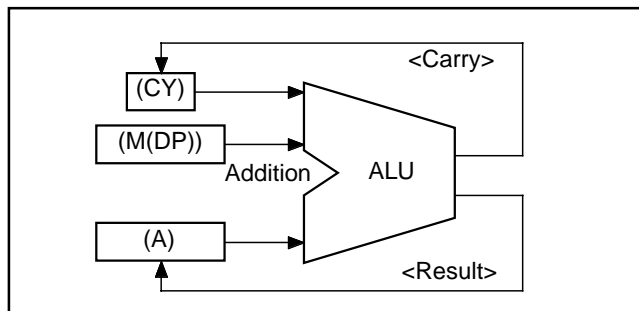 <Carry>
(CY)
(M(DP))
Addition
ALU
(A)
<Result>